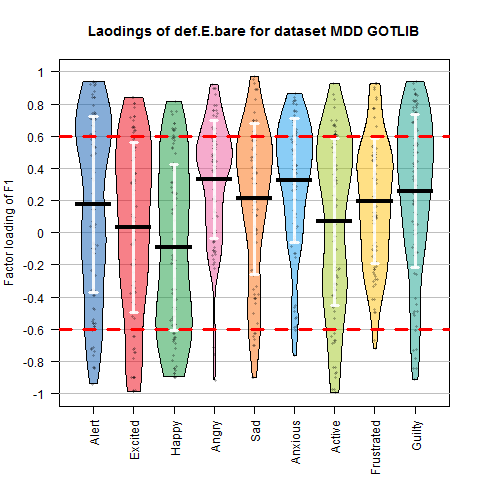 Laodings of def.E.bare for dataset MDD GOTLIB
Factor loading of F1
1
0.8
0.6
0.4
0.2
0
-0.2
-0.4
-0.6
-0.8
-1
Alert
Excited
Happy
Angry
Sad
Anxious
Active
Frustrated
Guilty